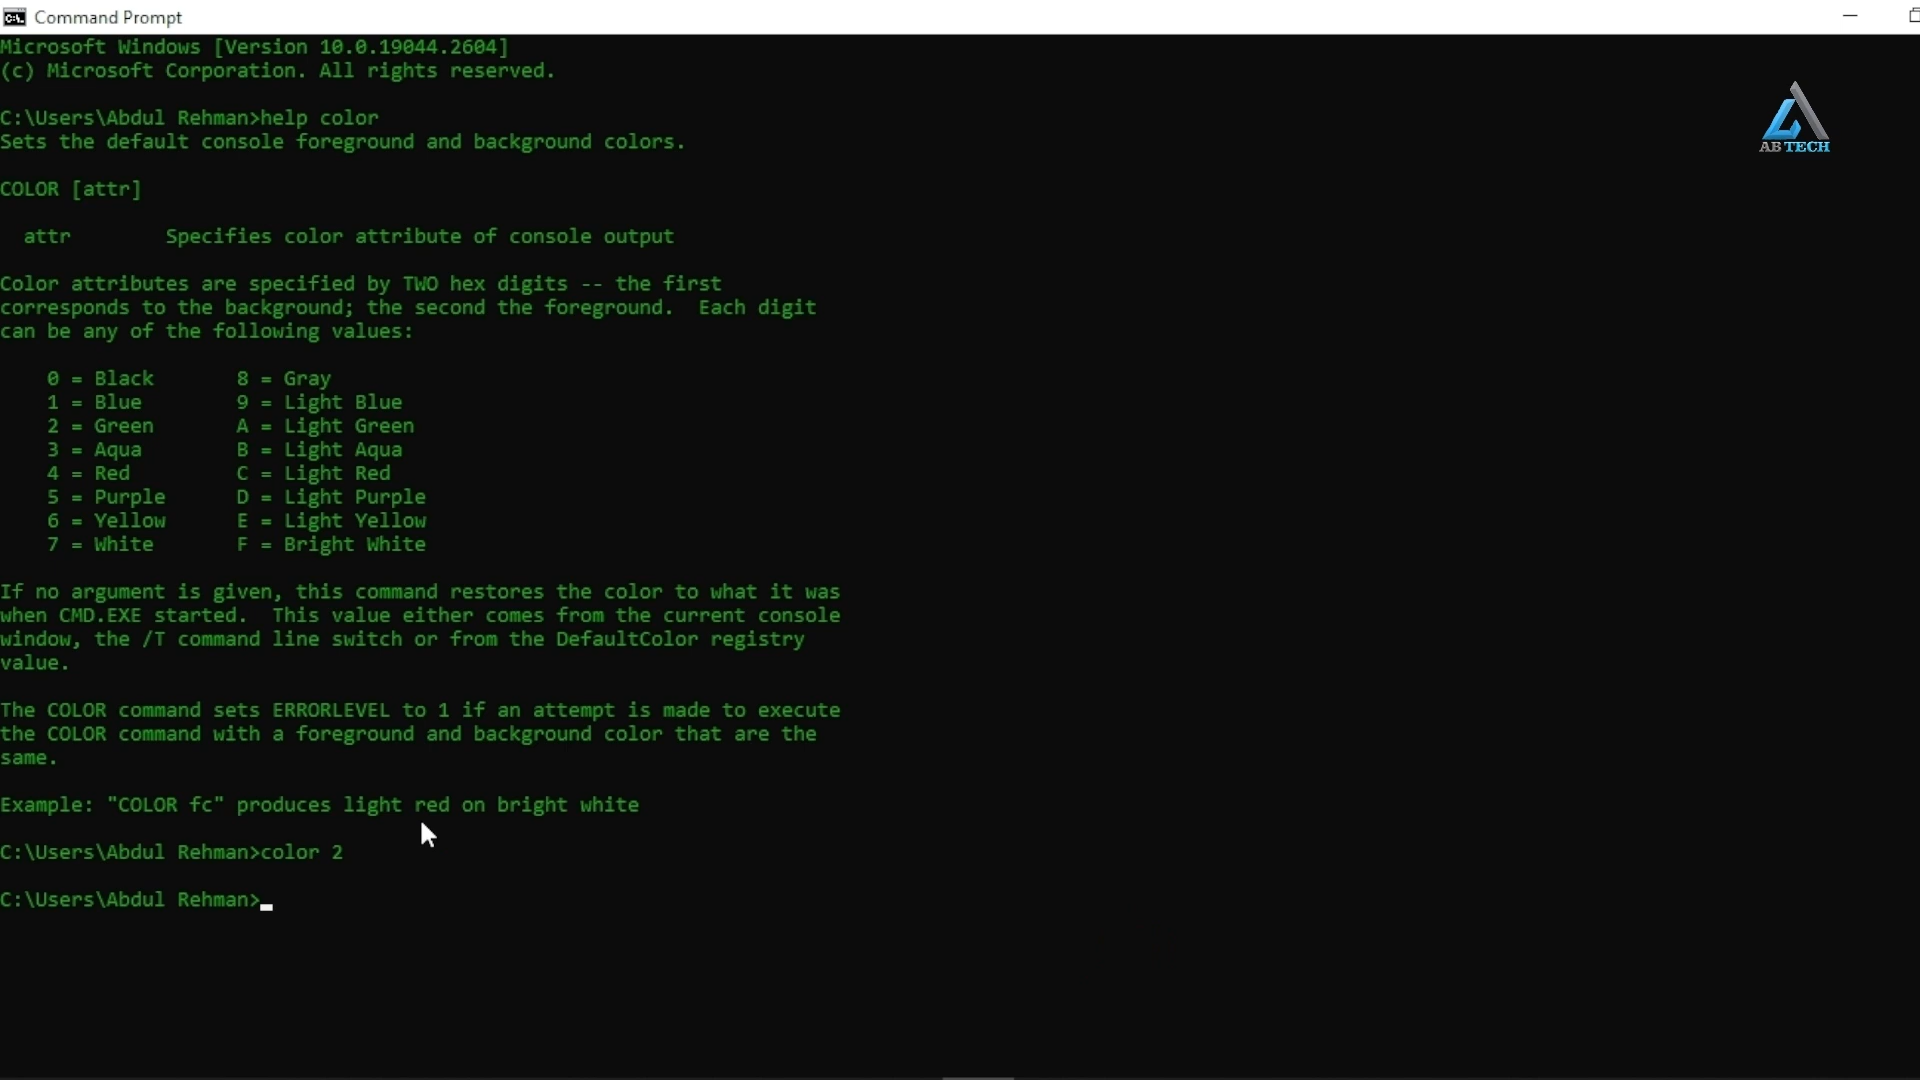 Command Prompt
Microsoft Windows [Version 10.0.19044.2604]
(c) Microsoft Corporation. All rights reserved.
C:\Users\Abdul Rehman>help color
Sets the default console foreground and background colors.
COLOR [attr]
attr        Specifies color attribute of console output
Color attributes are specified by TWO hex digits -- the first
corresponds to the background; the second the foreground.  Each digit
can be any of the following values:
0 = Black       8 = Gray
1 = Blue        9 = Light Blue
2 = Green       A = Light Green
3 = Aqua        B = Light Aqua
4 = Red         C = Light Red
5 = Purple      D = Light Purple
6 = Yellow      E = Light Yellow
7 = White       F = Bright White
If no argument is given, this command restores the color to what it was
when CMD.EXE started.  This value either comes from the current console
window, the /T command line switch or from the DefaultColor registry
value.
The COLOR command sets ERRORLEVEL to 1 if an attempt is made to execute
the COLOR command with a foreground and background color that are the
same.
Example: "COLOR fc" produces light red on bright white
C:\Users\Abdul Rehman>color 2
C:\Users\Abdul Rehman>
AB TECH